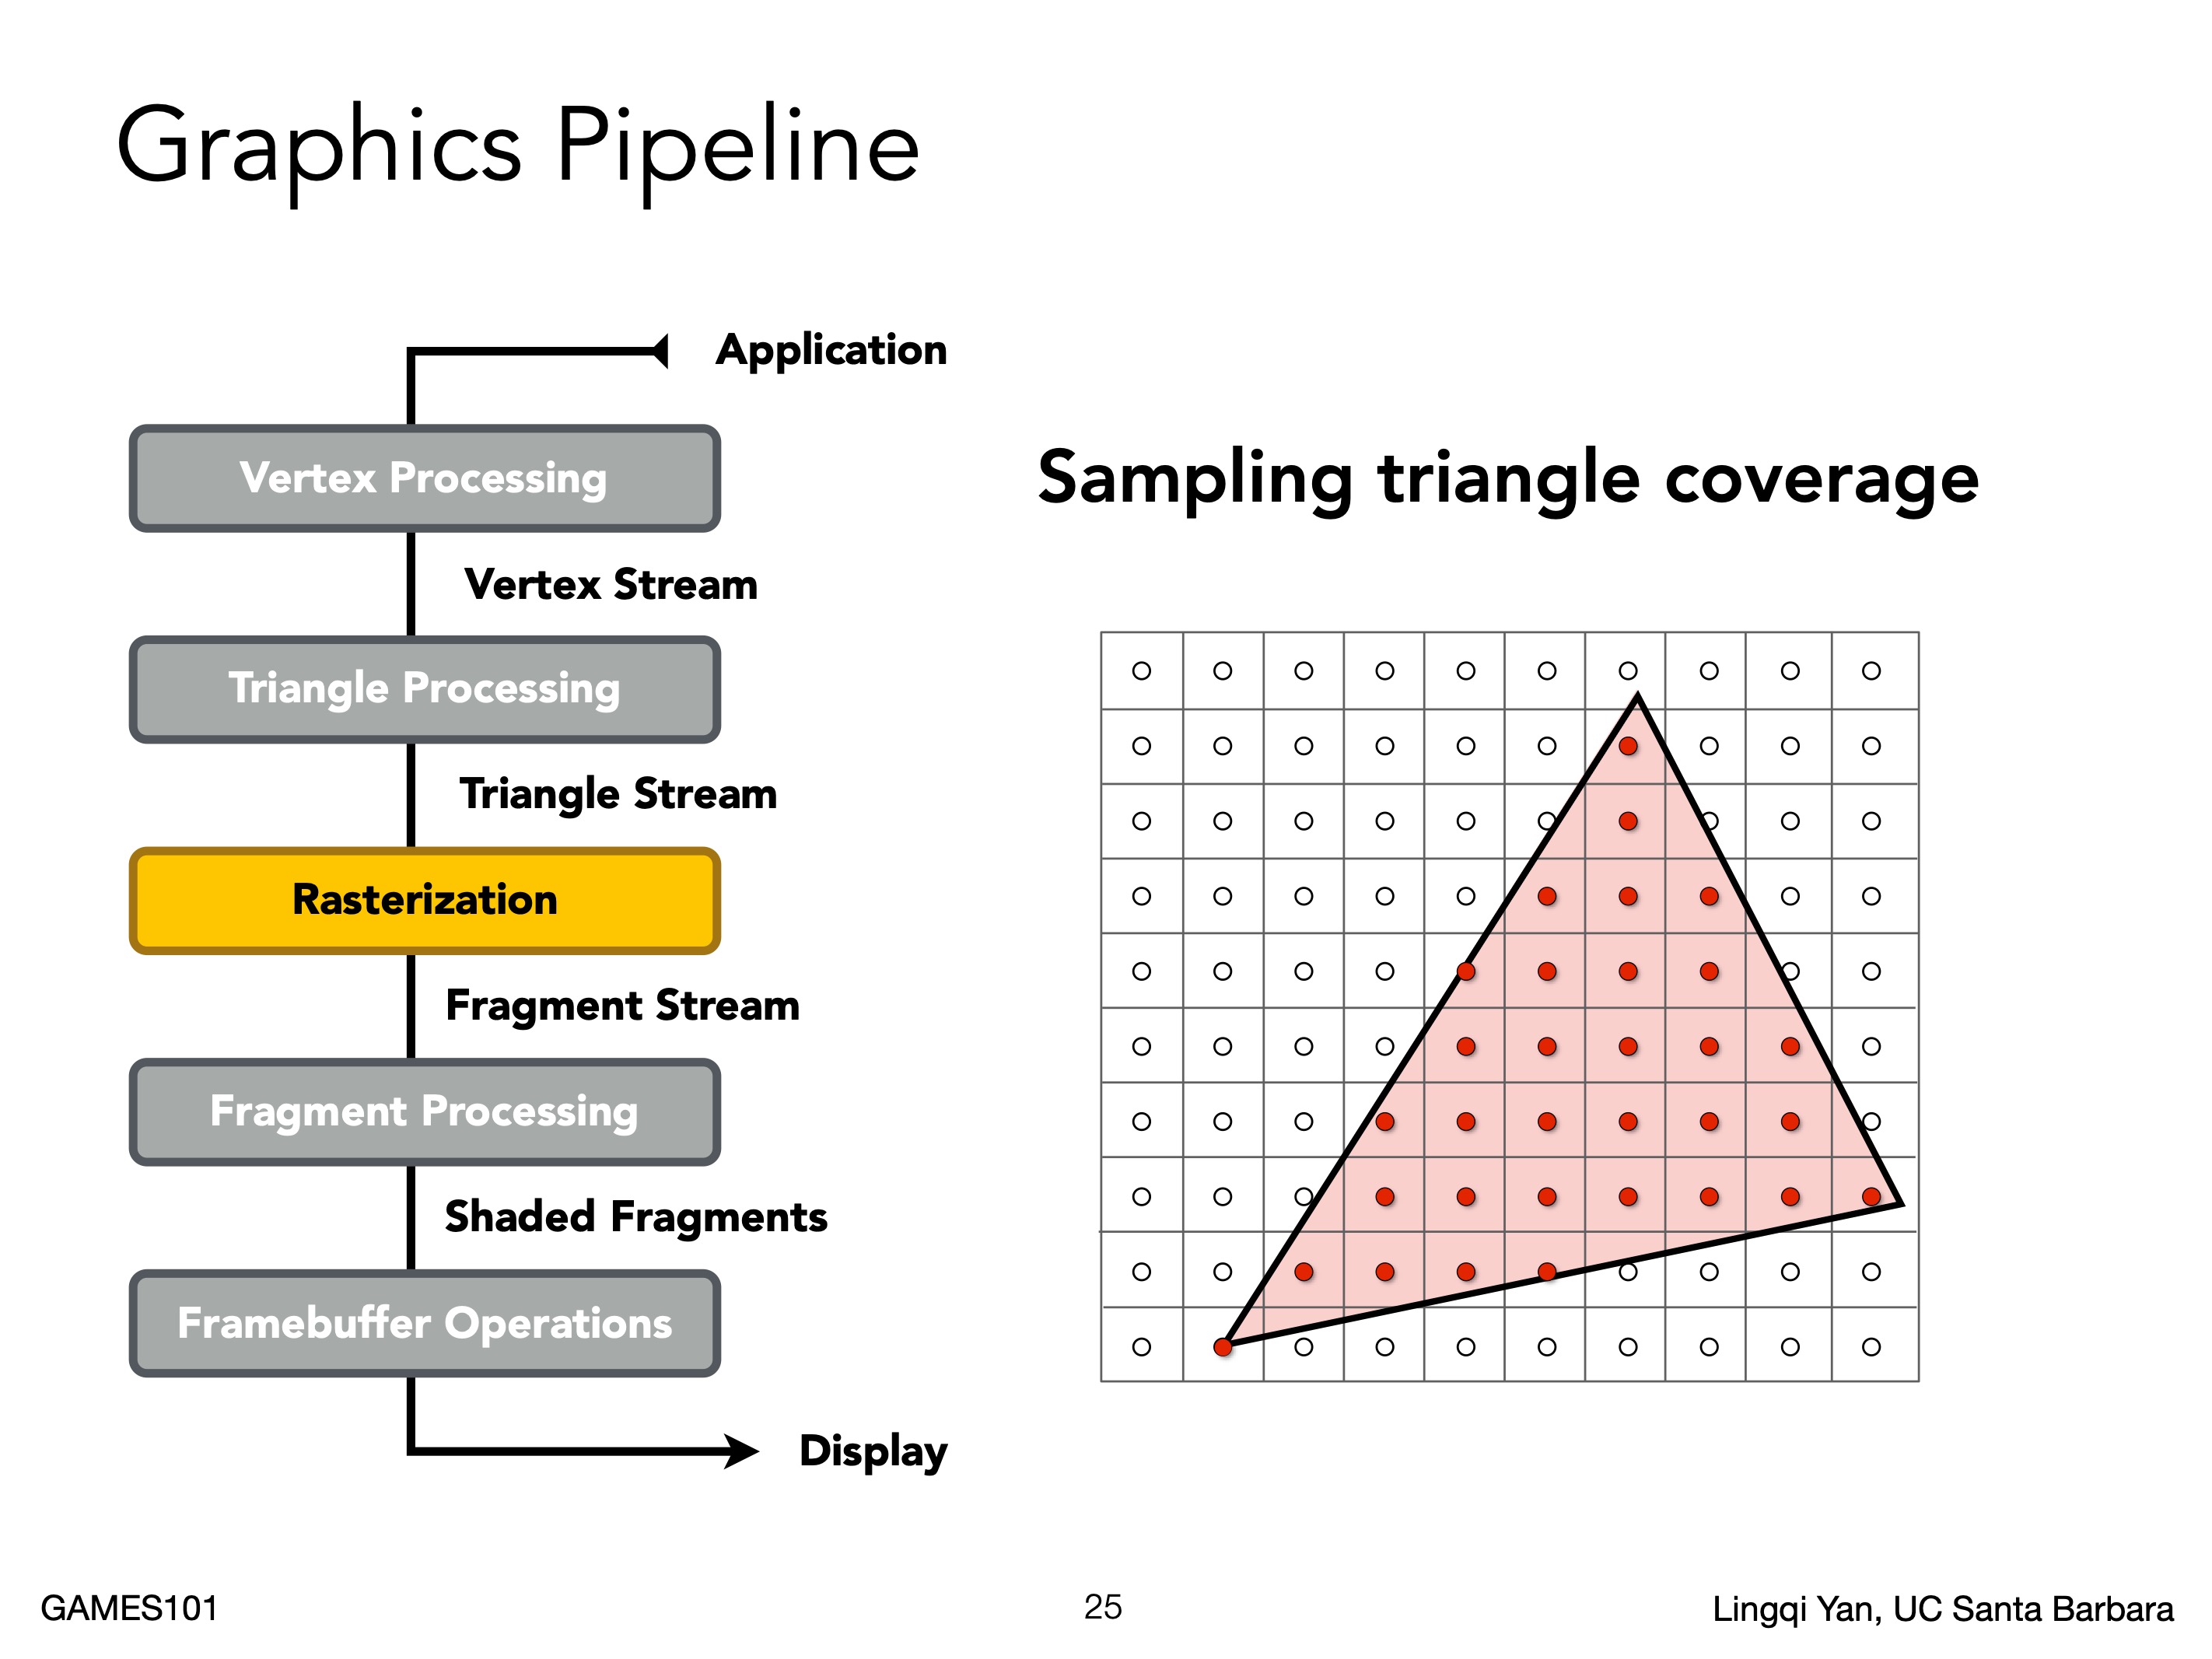 Graphics Pipeline
Application
Vertex Processing
Vertex Stream
Triangle Processing
Triangle Stream
Rasterization
Fragment Stream
Fragment Processing
Shaded Fragments
Framebuffer Operations
Display
Sampling triangle coverage
GAMES101
25
Lingqi Yan, UC Santa Barbara